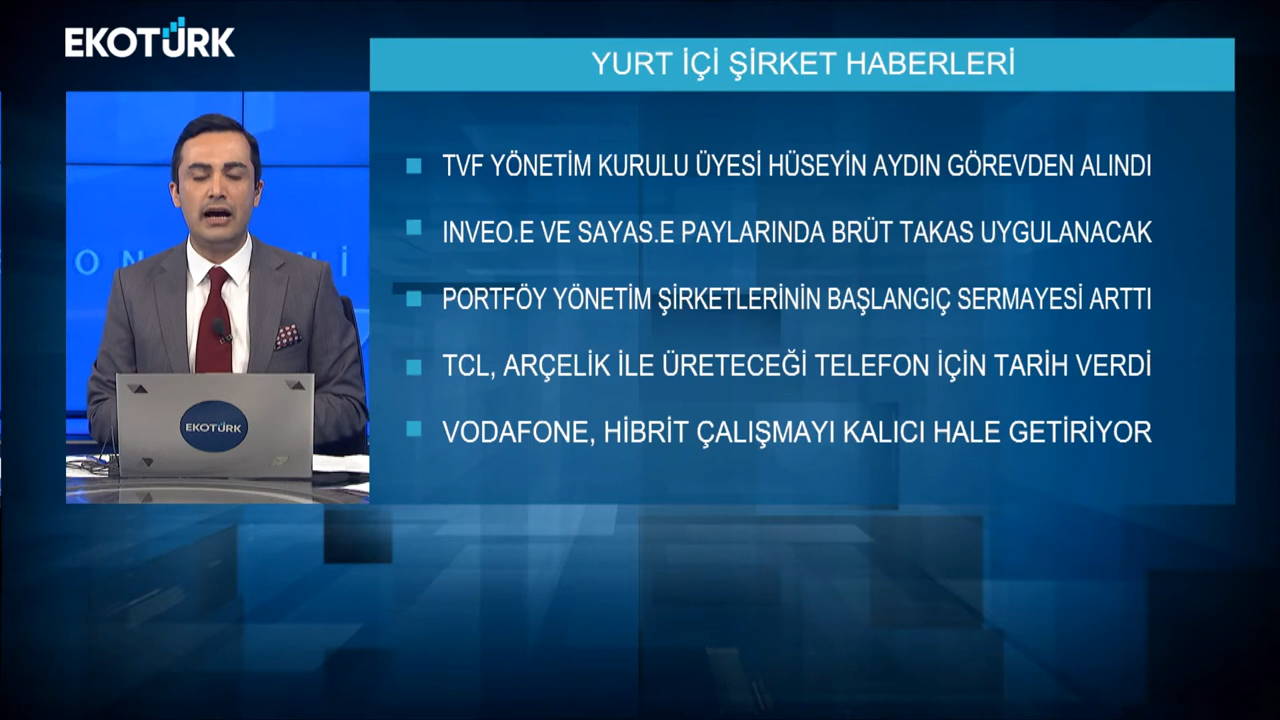 EKOTÜRK
YURT İÇİ ŞİRKET HABERLERİ
TVF YÖNETİM KURULU ÜYESİ HÜSEYİN AYDIN GÖREVDEN ALINDI
INVEO.E VE SAYAS.E PAYLARINDA BRÜT TAKAS UYGULANACAK
PORTFÖY YÖNETİM ŞİRKETLERİNİN BAŞLANGIÇ SERMAYESİ ARTTI
TCL, ARÇELİK İLE ÜRETECEĞİ TELEFON İÇİN TARİH VERDİ
VODAFONE, HİBRİT ÇALIŞMAYI KALICI HALE GETİRİYOR
EKOTÜRK